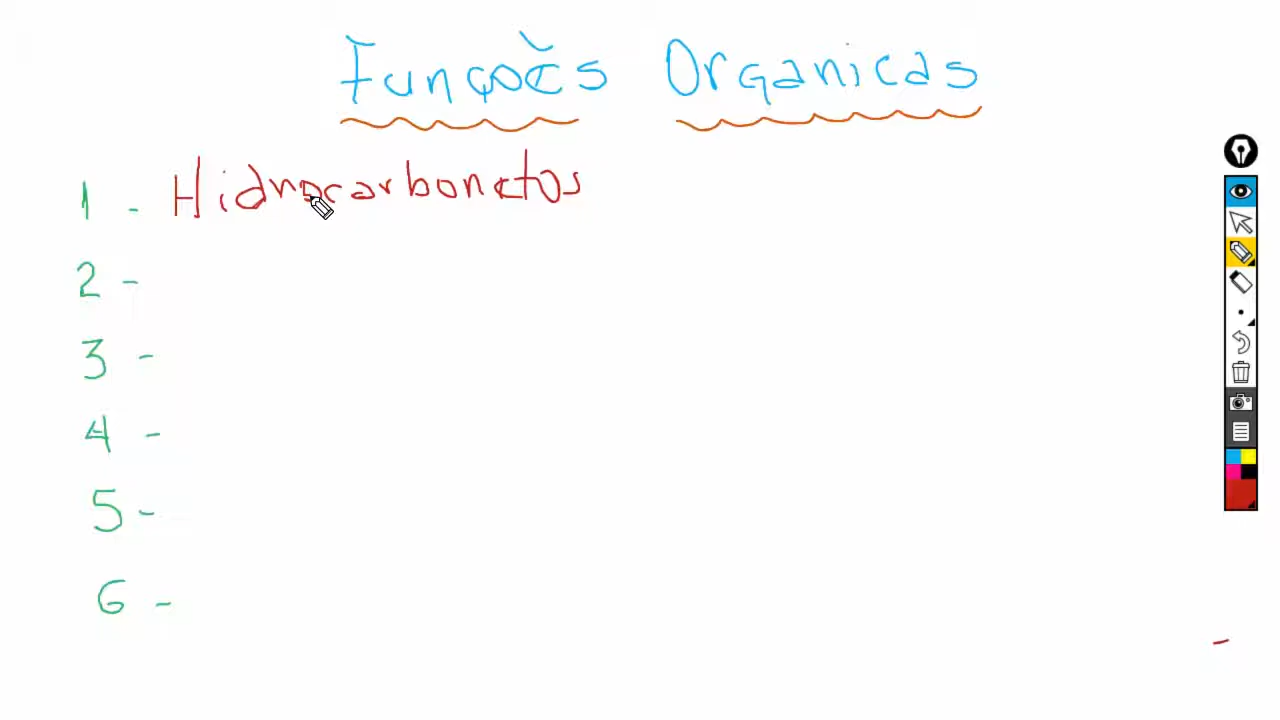 Funções Organicas
1 - Hidrocarbonetos
2 -
3 -
4 -
5 -
6 -